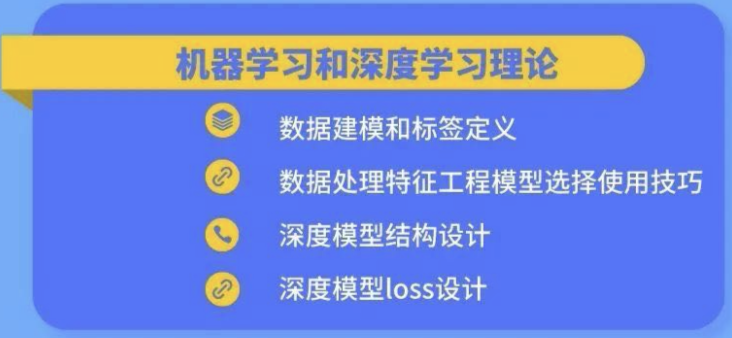 机器学习和深度学习理论
数据建模和标签定义
数据处理特征工程模型选择使用技巧
深度模型结构设计
深度模型loss设计